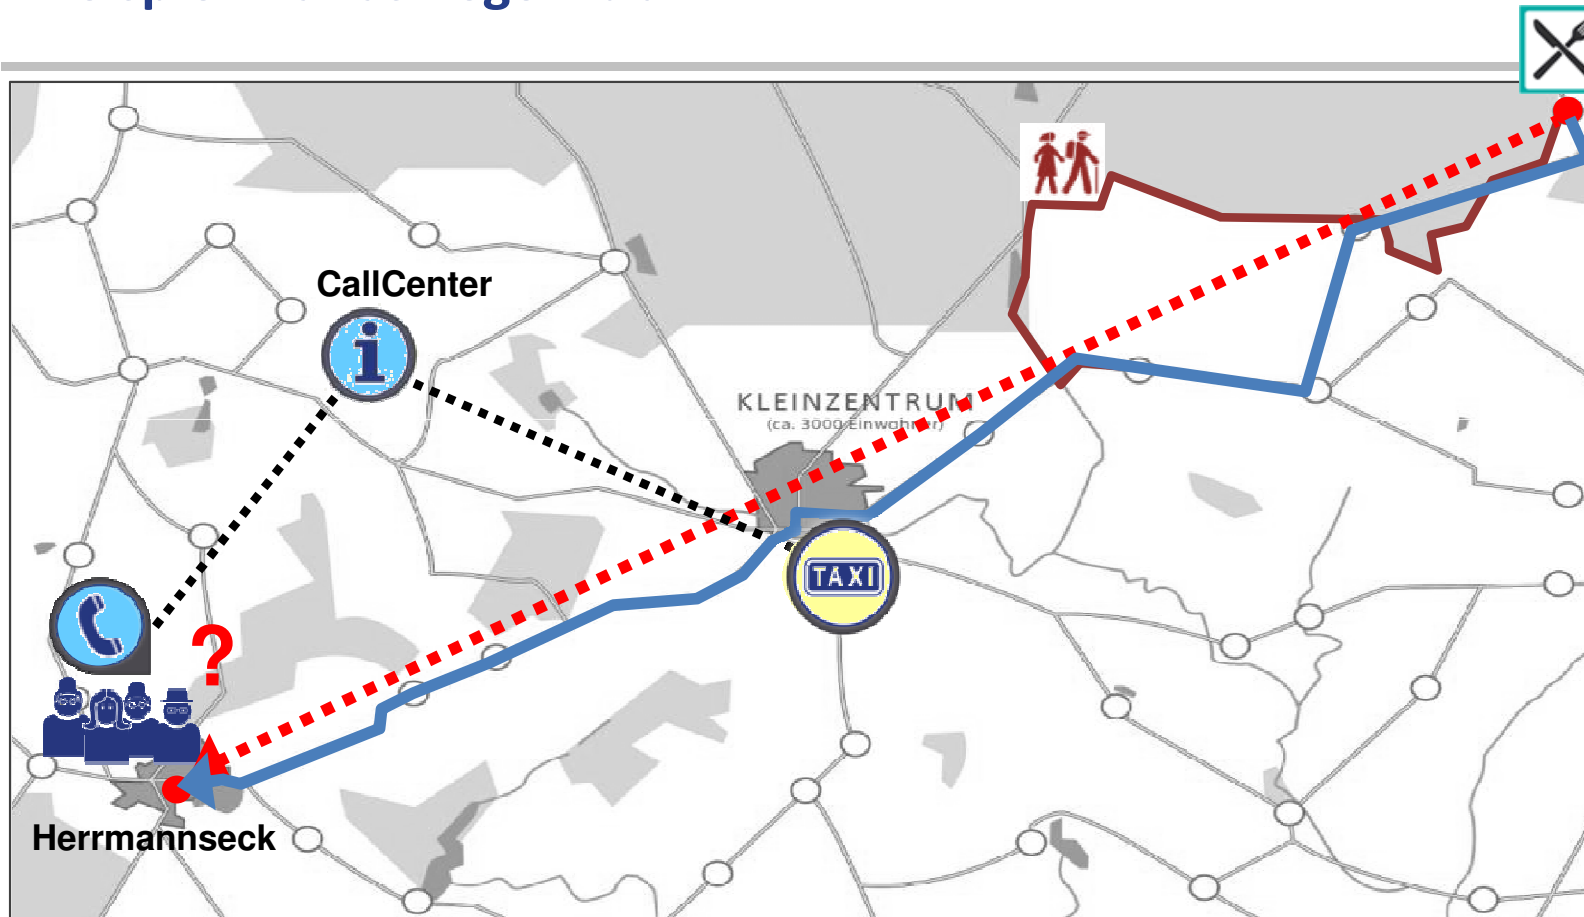 CallCenter
KLEINZENTRUM
(ca. 3000 Einwohner)
TAXI
?
Herrmannseck